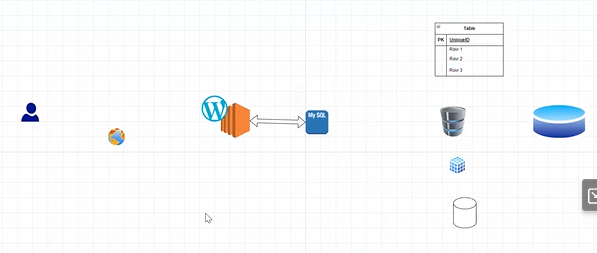 Table
PK UniqueID
Row 1
Row 2
Row 3
My SQL